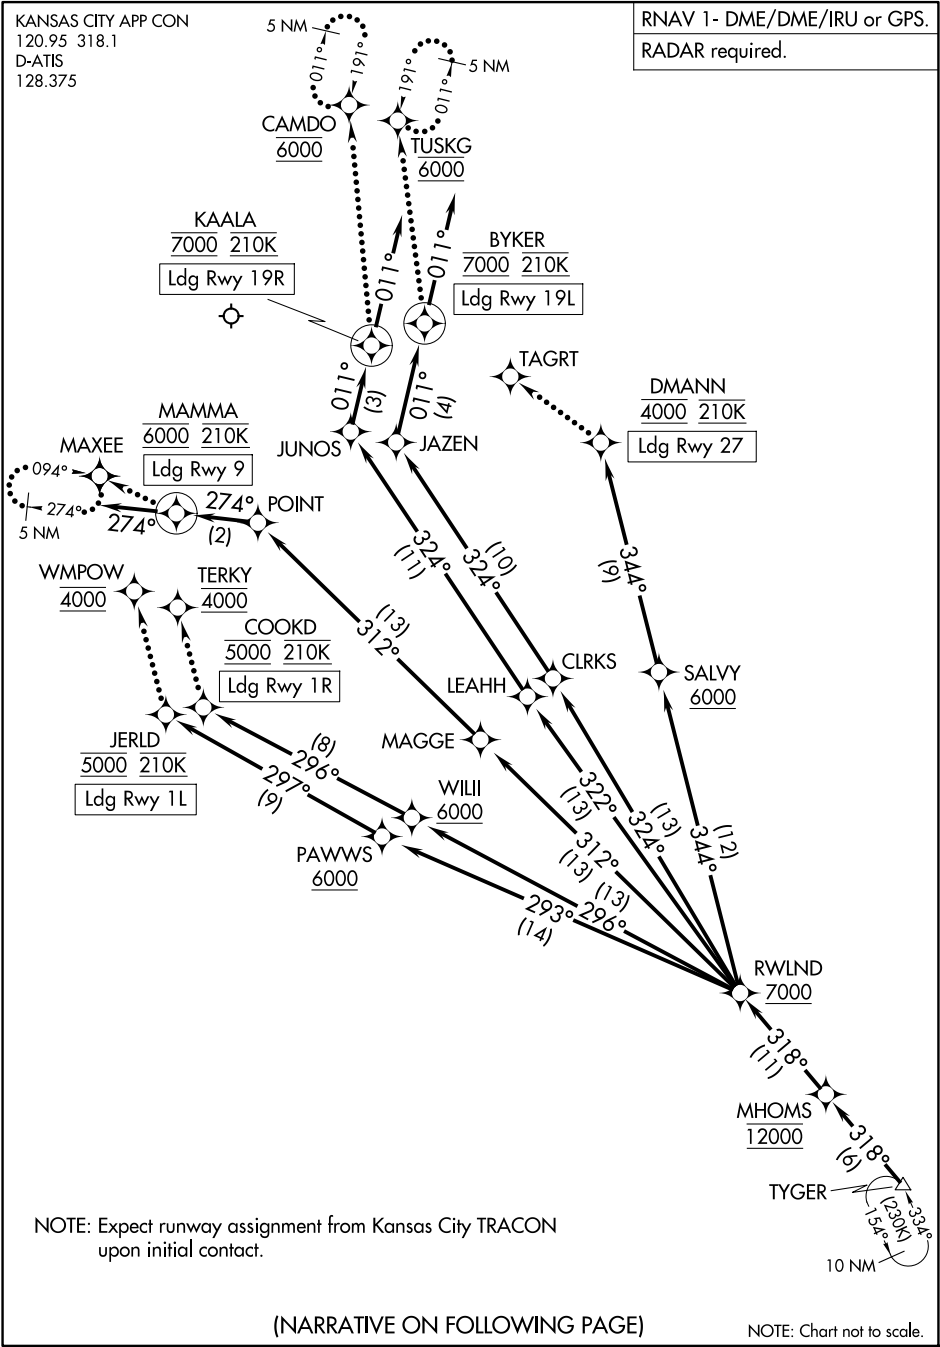 KANSAS CITY APP CON
120.95 318.1
D-ATIS
128.375
RNAV 1- DME/DME/IRU or GPS.
RADAR required.
5 NM
011°
191°
CAMDO
6000
191°
011°
5 NM
TUSKG
6000
KAALA
7000 210K
Ldg Rwy 19R
011°
011°
BYKER
7000 210K
Ldg Rwy 19L
011°
(3)
011°
(4)
JUNOS
JAZEN
TAGRT
DMANN
4000 210K
Ldg Rwy 27
MAMMA
6000 210K
Ldg Rwy 9
MAXEE
094°
274°
5 NM
274°
274°
(2)
POINT
324°
(11)
(10)
324°
344°
(9)
WMPOW
4000
TERKY
4000
COOKD
5000 210K
Ldg Rwy 1R
(13)
312°
LEAHH
CLRKS
SALVY
6000
JERLD
5000 210K
Ldg Rwy 1L
(8)
296°
297°
(9)
MAGGE
WILII
6000
PAWWS
6000
322°
(13)
(13)
324°
(12)
344°
312°
(13)
(13)
296°
293°
(14)
RWLND
7000
318°
(11)
MHOMS
12000
318°
(6)
TYGER
(230K)
154°
334°
10 NM
NOTE: Expect runway assignment from Kansas City TRACON
upon initial contact.
(NARRATIVE ON FOLLOWING PAGE)
NOTE: Chart not to scale.